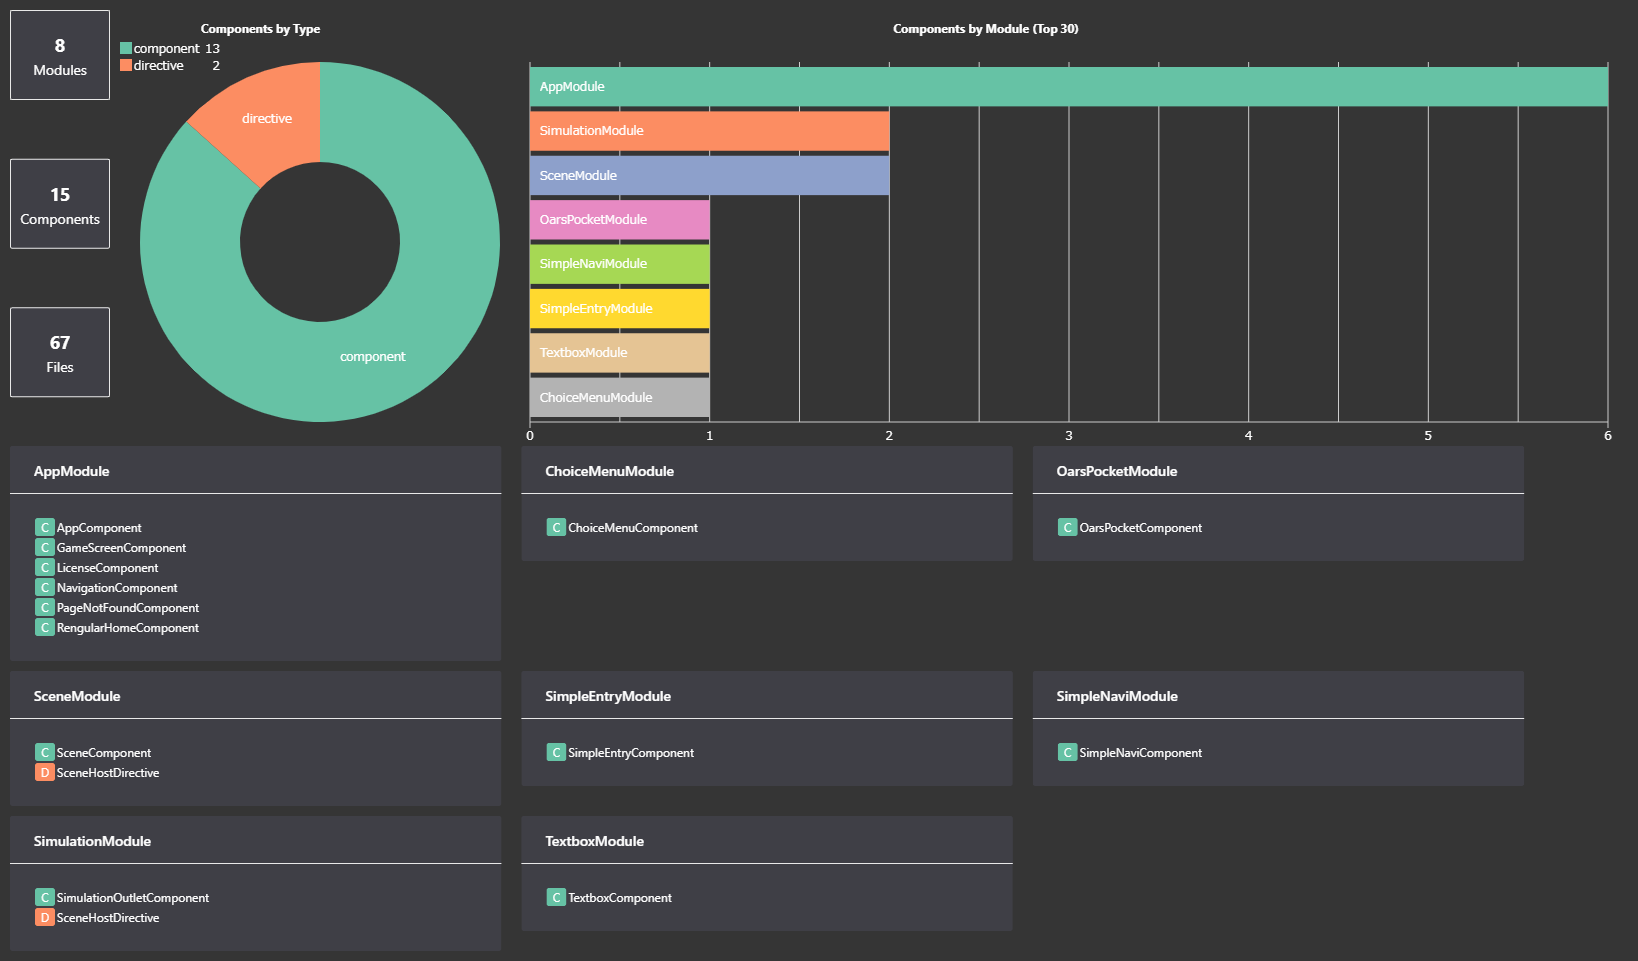 8
Modules
15
Components
67
Files
Components by Type
component 13
directive 2
directive
component
Components by Module (Top 30)
AppModule
SimulationModule
SceneModule
OarsPocketModule
SimpleNaviModule
SimpleEntryModule
TextboxModule
ChoiceMenuModule
0 1 2 3 4 5 6
AppModule
C AppComponent
C GameScreenComponent
C LicenseComponent
C NavigationComponent
C PageNotFoundComponent
C RengularHomeComponent
ChoiceMenuModule
C ChoiceMenuComponent
OarsPocketModule
C OarsPocketComponent
SceneModule
C SceneComponent
D SceneHostDirective
SimpleEntryModule
C SimpleEntryComponent
SimpleNaviModule
C SimpleNaviComponent
SimulationModule
C SimulationOutletComponent
D SceneHostDirective
TextboxModule
C TextboxComponent